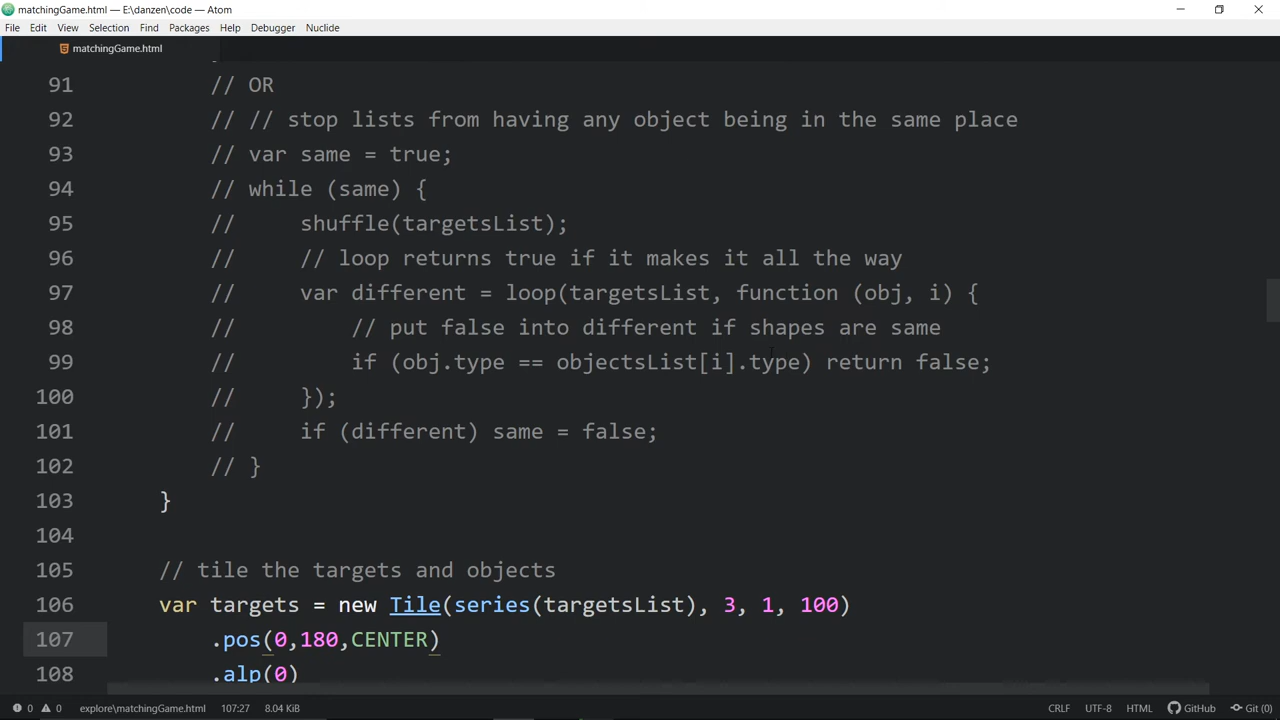 matchingGame.html — E:\danzen\code — Atom
File Edit View Selection Find Packages Help Debugger Nuclide
matchingGame.html
91 // OR
92 // // stop lists from having any object being in the same place
93 // var same = true;
94 // while (same) {
95 // shuffle(targetsList);
96 // // loop returns true if it makes it all the way
97 // var different = loop(targetsList, function (obj, i) {
98 // // put false into different if shapes are same
99 // if (obj.type == objectsList[i].type) return false;
100 // });
101 // if (different) same = false;
102 // }
103 }
104
105 // tile the targets and objects
106 var targets = new Tile(series(targetsList), 3, 1, 100)
107 .pos(0,180,CENTER)
108 .alp(0)
0 0 explore\matchingGame.html 107:27 8.04 KiB CRLF UTF-8 HTML GitHub Git (0)